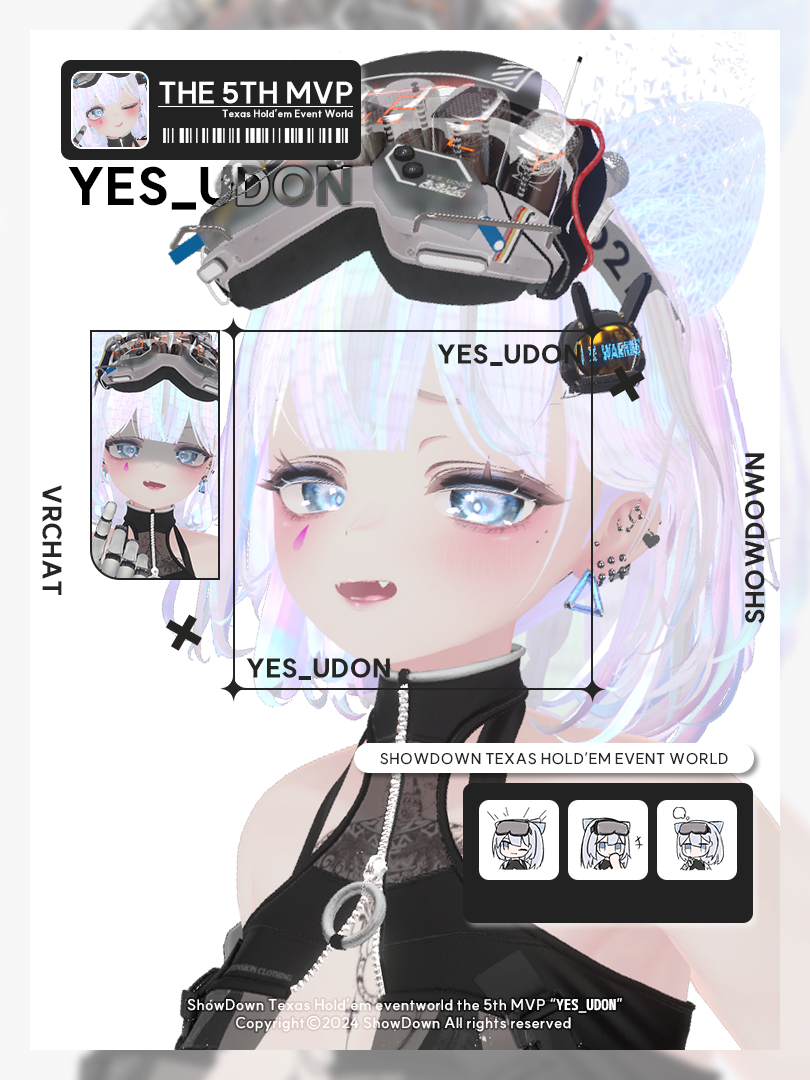 THE 5TH MVP
Texas Hold'em Event World
YES_UDON
YES_UDON
WARNING
VRCHAT
SHOWDOWN
YES_UDON
SHOWDOWN TEXAS HOLD'EM EVENT WORLD
ShowDown Texas Hold'em eventworld the 5th MVP "YES_UDON"
Copyright©2024 ShowDown All rights reserved